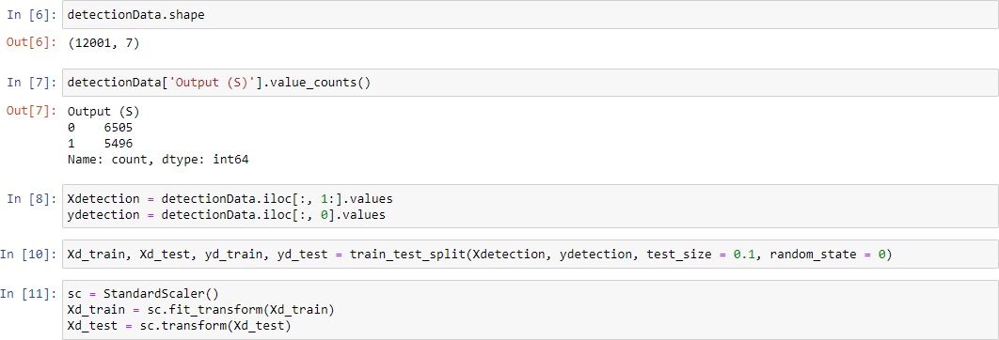 In [6]: detectionData.shape
Out[6]: (12001, 7)
In [7]: detectionData['Output (S)'].value_counts()
Out[7]: Output (S)
0    6505
1    5496
Name: count, dtype: int64
In [8]: Xdetection = detectionData.iloc[:, 1:].values
ydetection = detectionData.iloc[:, 0].values
In [10]: Xd_train, Xd_test, yd_train, yd_test = train_test_split(Xdetection, ydetection, test_size = 0.1, random_state = 0)
In [11]: sc = StandardScaler()
Xd_train = sc.fit_transform(Xd_train)
Xd_test = sc.transform(Xd_test)